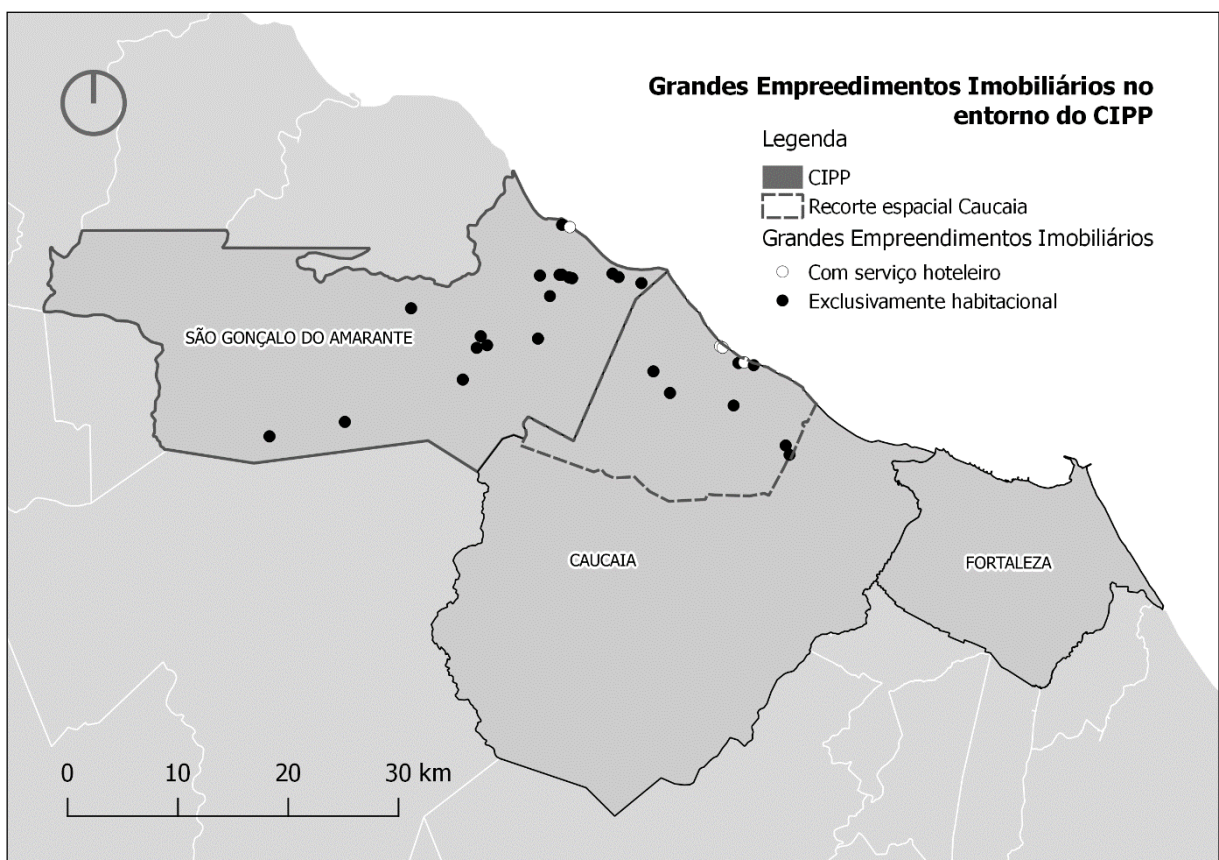 Grandes Empreedimentos Imobiliários no
entorno do CIPP
Legenda
CIPP
Recorte espacial Caucaia
Grandes Empreendimentos Imobiliários
Com serviço hoteleiro
Exclusivamente habitacional
SÃO GONÇALO DO AMARANTE
CAUCAIA
FORTALEZA
0 10 20 30 km